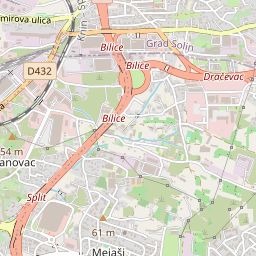 mirova ulica
Bilice
Grad Solin
Bilice
D432
Dračevac
Bilice
54 m
anovac
Split
61 m
Mejaši